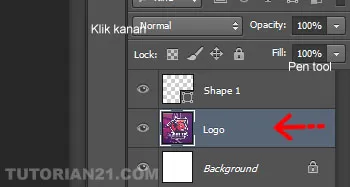 Normal Opacity: 100%
Klik kanan
Lock: Fill: 100%
Pen tool
Shape 1
Logo
Background
TUTORIAN21.COM